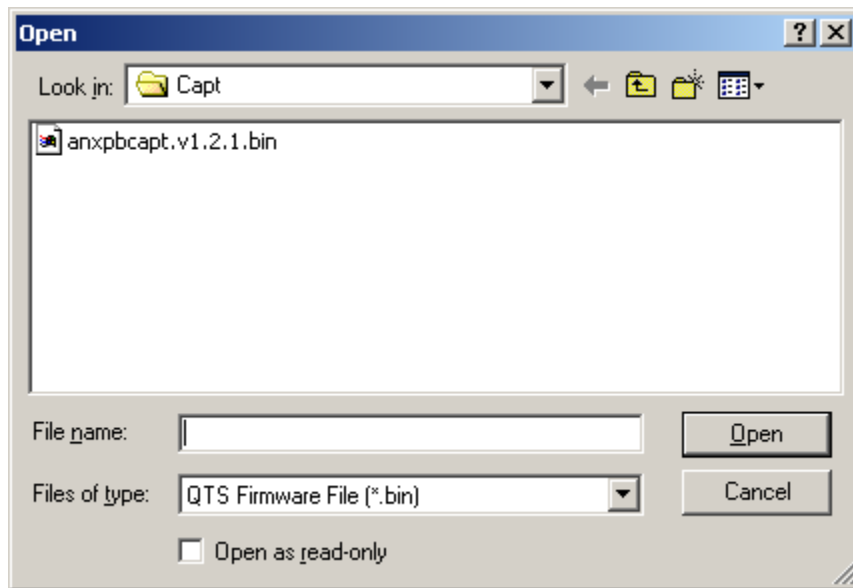 Open
Look in: Capt
anxpbcapt.v1.2.1.bin
File name: Open
Files of type: QTS Firmware File (*.bin) Cancel
Open as read-only